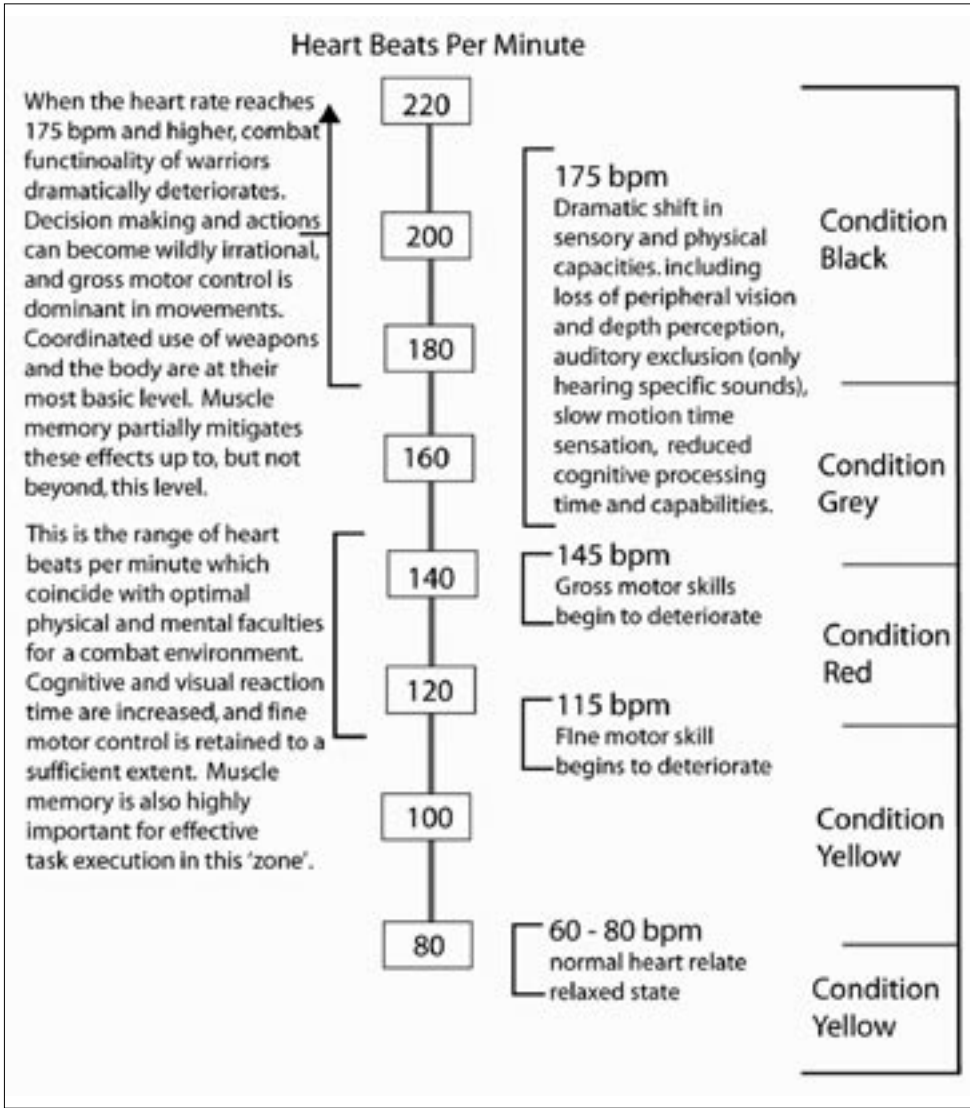 Heart Beats Per Minute
When the heart rate reaches
175 bpm and higher, combat
functinoality of warriors
dramatically deteriorates.
Decision making and actions
can become wildly irrational,
and gross motor control is
dominant in movements.
Coordinated use of weapons
and the body are at their
most basic level. Muscle
memory partially mitigates
these effects up to, but not
beyond, this level.
This is the range of heart
beats per minute which
coincide with optimal
physical and mental faculties
for a combat environment.
Cognitive and visual reaction
time are increased, and fine
motor control is retained to a
sufficient extent. Muscle
memory is also highly
important for effective
task execution in this 'zone'.
220
200
180
160
140
120
100
80
175 bpm
Dramatic shift in
sensory and physical
capacities. including
loss of peripheral vision
and depth perception,
auditory exclusion (only
hearing specific sounds),
slow motion time
sensation, reduced
cognitive processing
time and capabilities.
145 bpm
Gross motor skills
begin to deteriorate
115 bpm
FIne motor skill
begins to deteriorate
60 - 80 bpm
normal heart relate
relaxed state
Condition
Black
Condition
Grey
Condition
Red
Condition
Yellow
Condition
Yellow